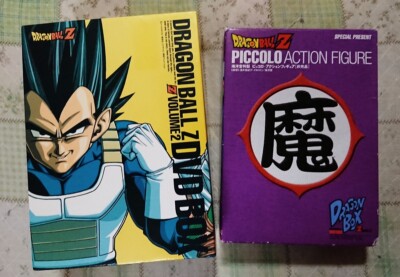 DRAGON BALL Z
DRAGON BALL Z
Z VOLUME 2
DVD BOX
DRAGON BALL Z
SPECIAL PRESENT
PICCOLO ACTION FIGURE
魔
DRAGON
BOX